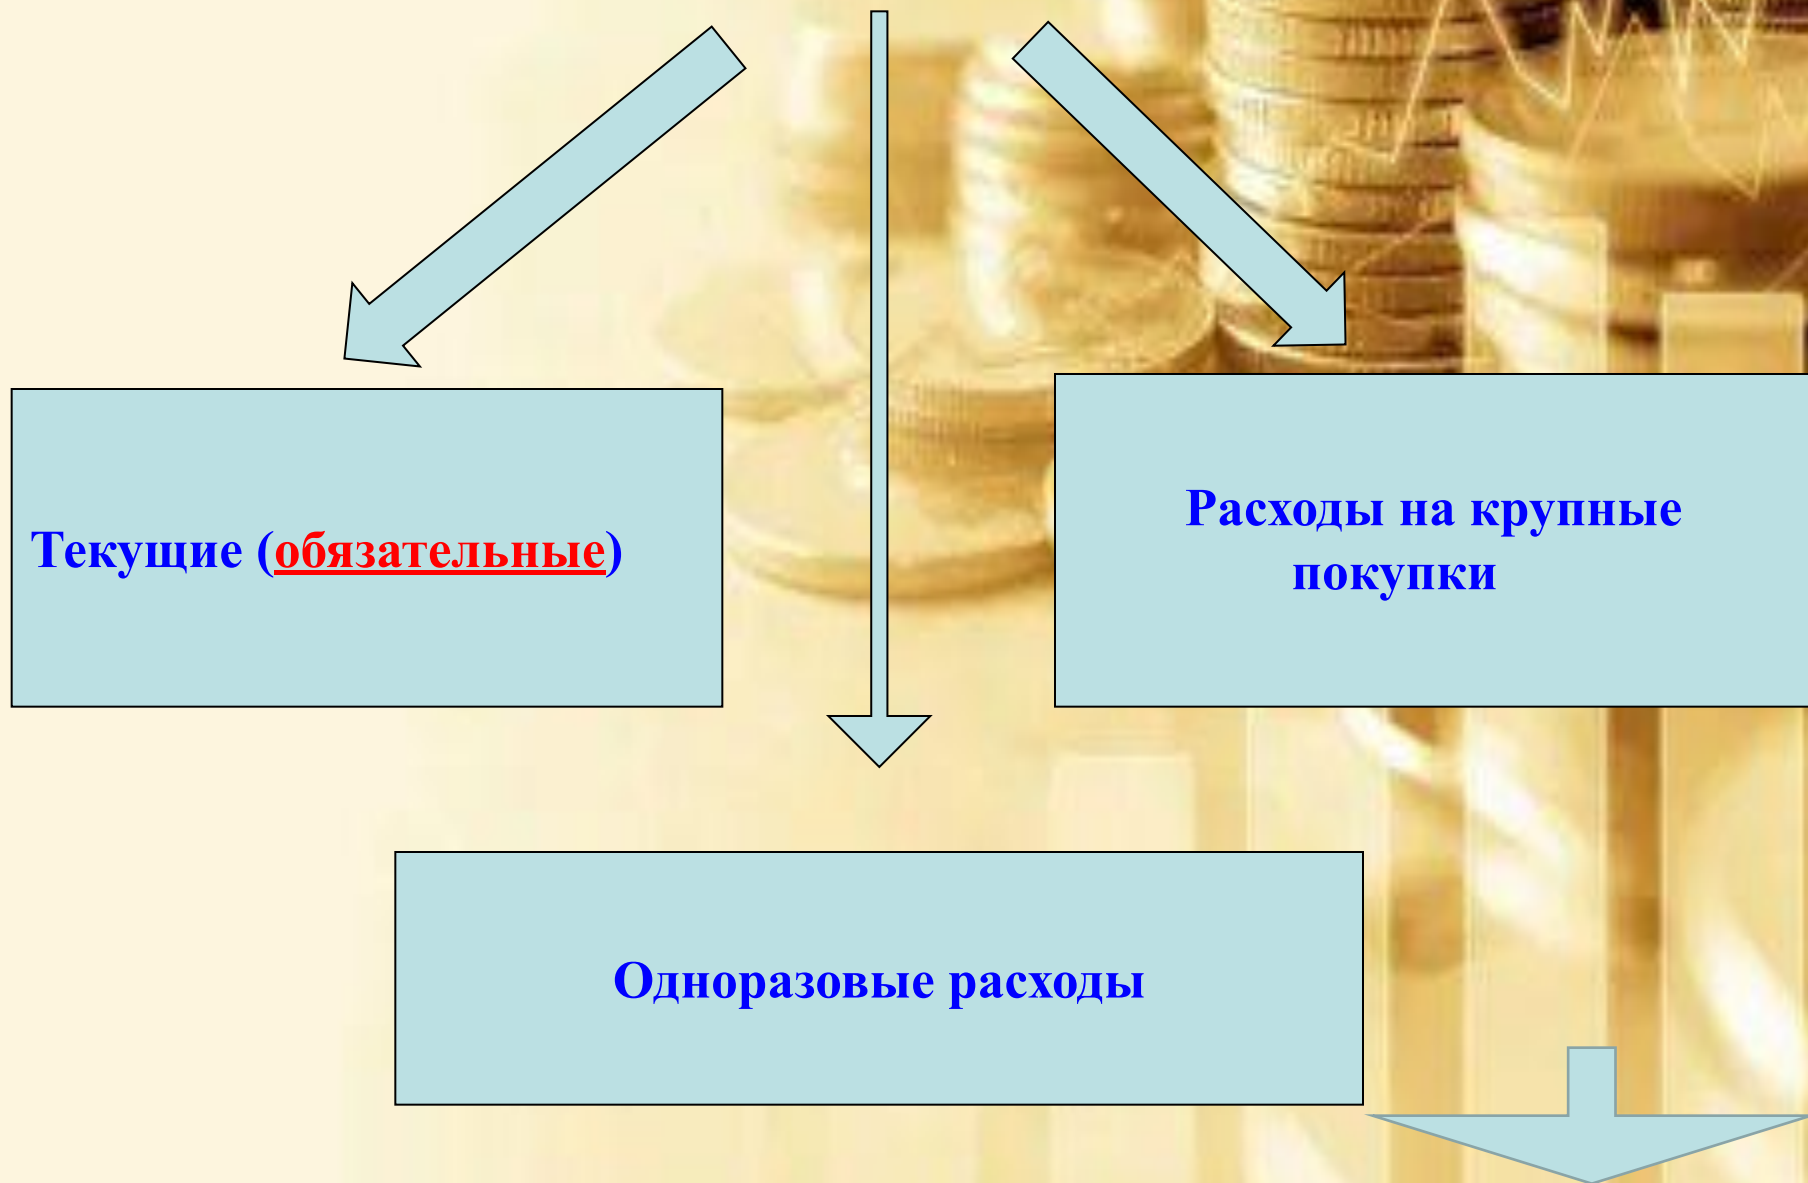 Текущие (обязательные)
Расходы на крупные
покупки
Одноразовые расходы